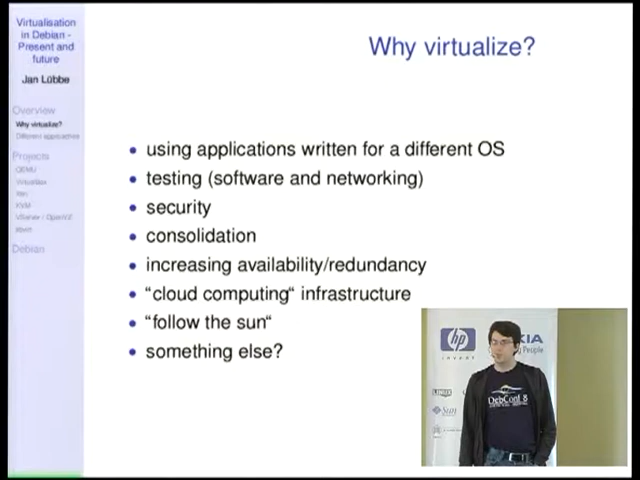 Virtualisation
in Debian -
Present and
future
Jan Lübbe
Overview
Why virtualize?
Different approaches
Projects
QEMU
Virtualbox
Xen
KVM
VServer / OpenVZ
Debian
Why virtualize?
• using applications written for a different OS
• testing (software and networking)
• security
• consolidation
• increasing availability/redundancy
• “cloud computing“ infrastructure
• “follow the sun“
• something else?
hp
invent
KIA
People
DebConf 8
Sun